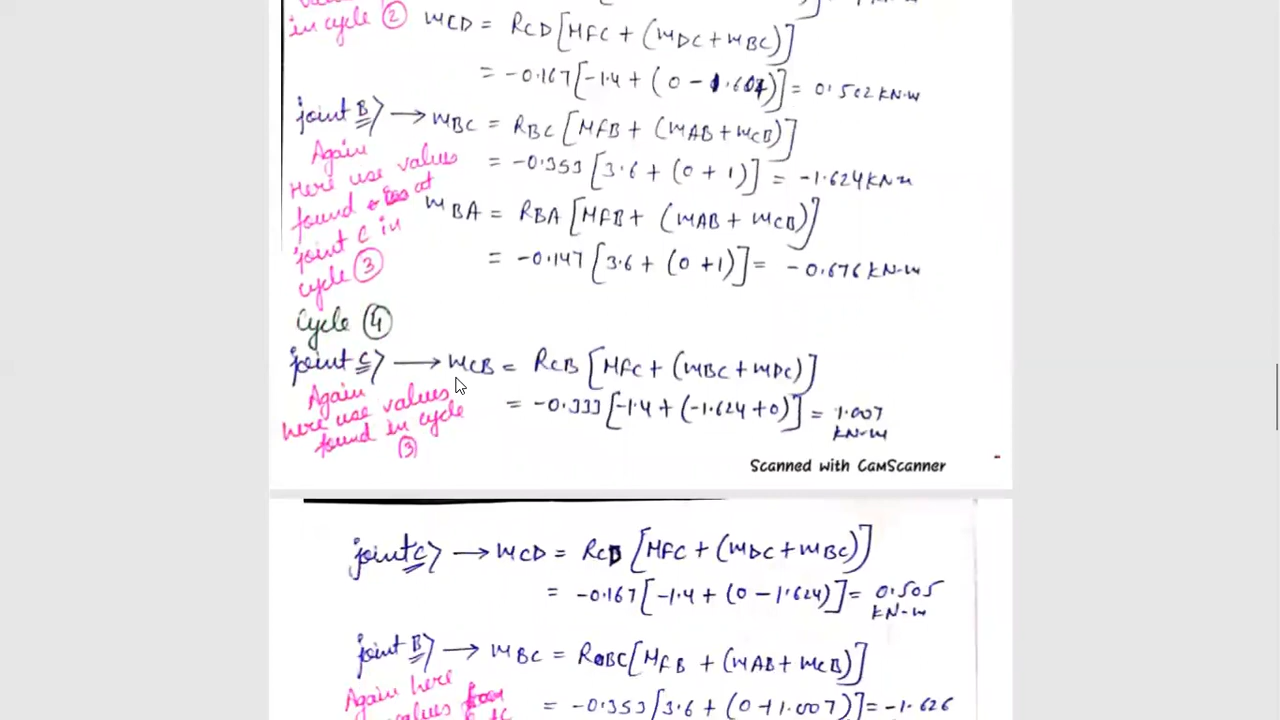 in cycle ② mCD = RCD [MFC + (mDC + mBC)]
= -0.167 [-1.4 + (0 - 1.607)] = 0.502 KN-m
joint B⟩ → mBC = RBC [MFB + (mAB + mCB)]
Again
= -0.353 [3.6 + (0 + 1)] = -1.624 KN-m
Here use values
found at
mBA = RBA [MFB + (mAB + mCB)]
joint C in
= -0.147 [3.6 + (0 + 1)] = -0.676 KN-m
cycle ③
Cycle ④
joint C⟩ → mCB = RCB [MFC + (mBC + mDC)]
Again
here use values
= -0.333 [-1.4 + (-1.624 + 0)] = 1.007
KN-m
found in cycle
③
Scanned with CamScanner
joint C⟩ → mCD = RCD [MFC + (mDC + mBC)]
= -0.167 [-1.4 + (0 - 1.624)] = 0.505
KN-m
joint B⟩ → mBC = RBC [MFB + (mAB + mCB)]
Again here
= -0.353 [3.6 + (0 + 1.007)] = -1.626
values from